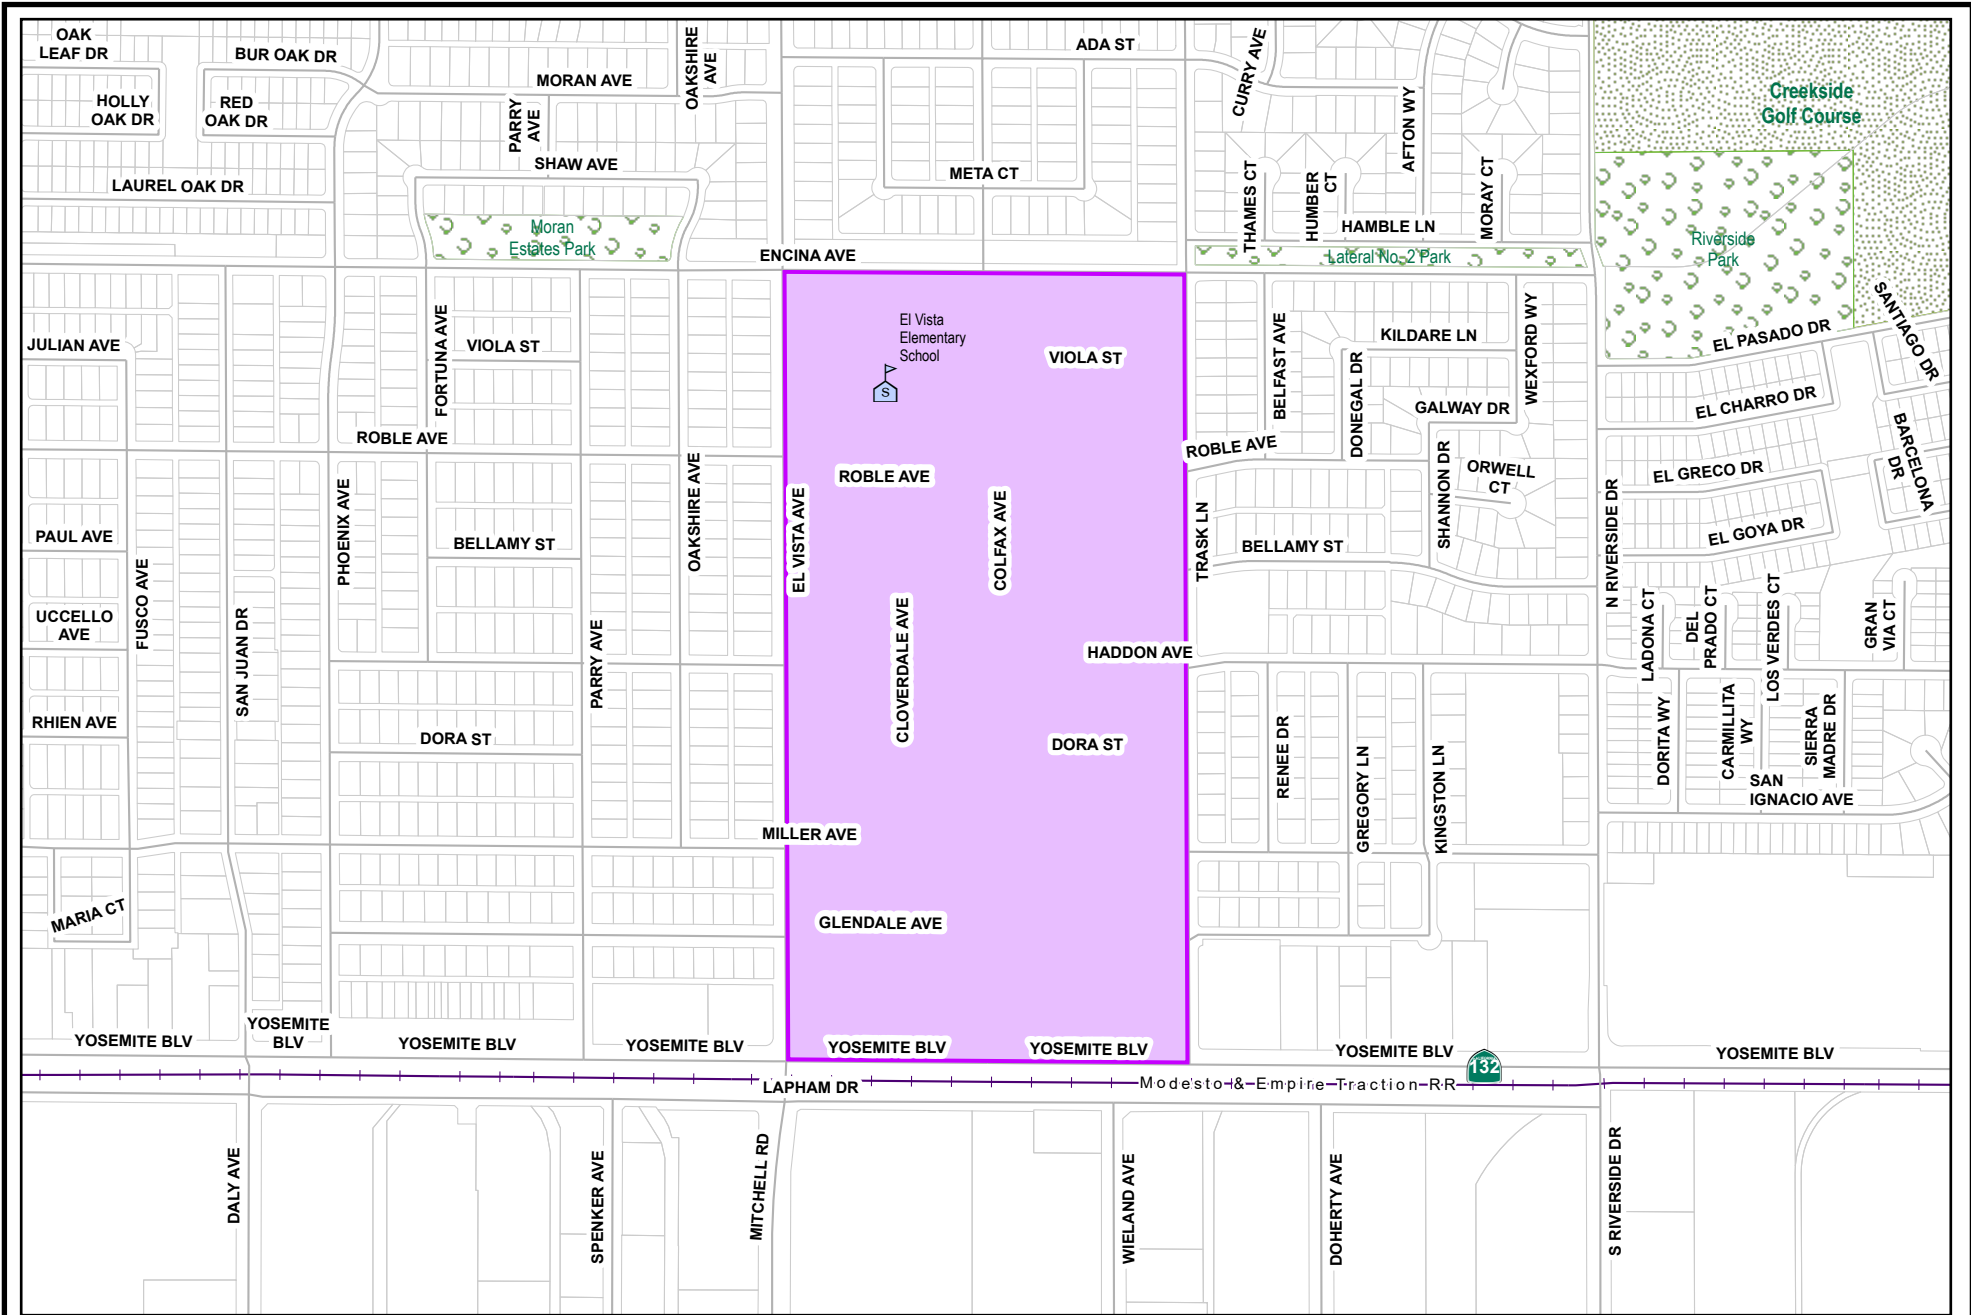 OAK
LEAF DR
BUR OAK DR
MORAN AVE
OAKSHIRE
AVE
ADA ST
CURRY AVE
HOLLY
OAK DR
RED
OAK DR
PARRY
AVE
AFTON WY
Creekside
Golf Course
SHAW AVE
META CT
LAUREL OAK DR
THAMES CT
HUMBER
CT
MORAY CT
HAMBLE LN
Moran
Estates Park
ENCINA AVE
Lateral No. 2 Park
Riverside
Park
SANTIAGO DR
El Vista
Elementary
School
S
JULIAN AVE
FORTUNA AVE
VIOLA ST
VIOLA ST
BELFAST AVE
KILDARE LN
WEXFORD WY
EL PASADO DR
DONEGAL DR
GALWAY DR
EL CHARRO DR
BARCELONA
DR
ROBLE AVE
ROBLE AVE
ROBLE AVE
SHANNON DR
ORWELL
CT
EL GRECO DR
PHOENIX AVE
OAKSHIRE AVE
EL VISTA AVE
COLFAX AVE
TRASK LN
N RIVERSIDE DR
PAUL AVE
BELLAMY ST
BELLAMY ST
EL GOYA DR
FUSCO AVE
UCCELLO
AVE
SAN JUAN DR
PARRY AVE
CLOVERDALE AVE
HADDON AVE
LADONA CT
DEL
PRADO CT
LOS VERDES CT
GRAN
VIA CT
RHIEN AVE
DORA ST
DORA ST
RENEE DR
GREGORY LN
KINGSTON LN
DORITA WY
CARMILLITA
WY
SIERRA
MADRE DR
SAN
IGNACIO AVE
MILLER AVE
MARIA CT
GLENDALE AVE
YOSEMITE BLV
YOSEMITE
BLV
YOSEMITE BLV
YOSEMITE BLV
YOSEMITE BLV
YOSEMITE BLV
YOSEMITE BLV
132
YOSEMITE BLV
LAPHAM DR
Modesto & Empire Traction RR
DALY AVE
SPENKER AVE
MITCHELL RD
WIELAND AVE
DOHERTY AVE
S RIVERSIDE DR